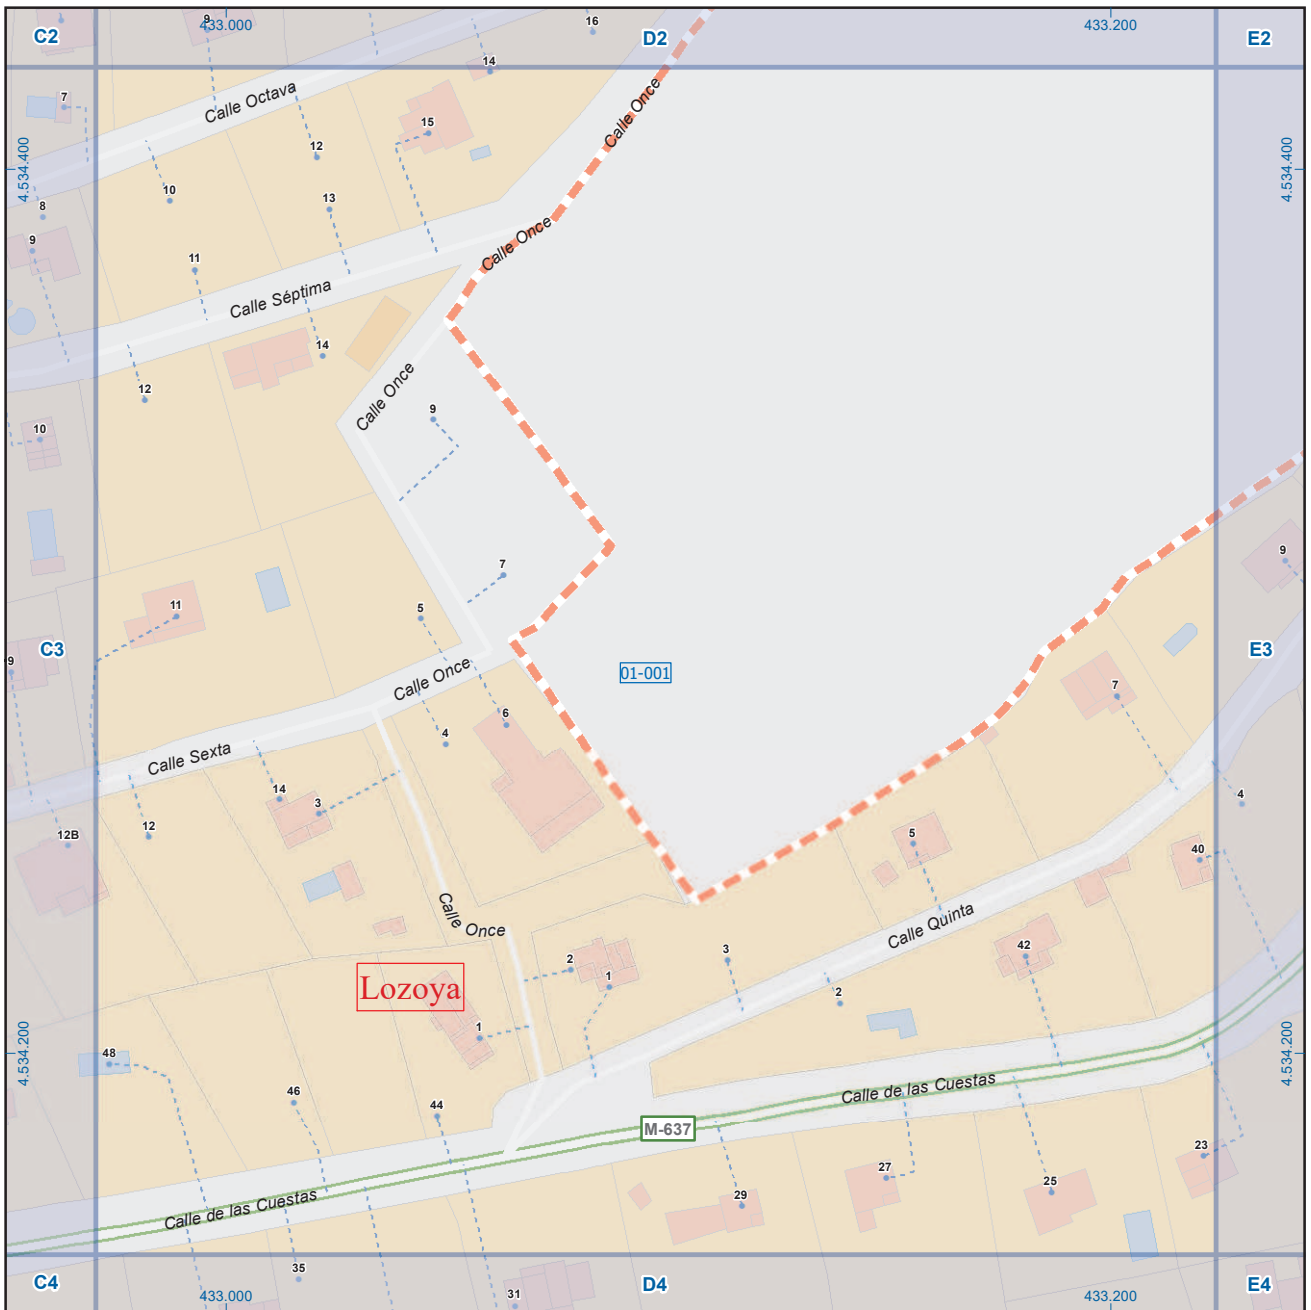 C2
9
433.000
16
D2
433.200
E2
14
7
Calle Octava
15
Calle Once
12
4.534.400
4.534.400
10
13
8
9
Calle Once
11
Calle Séptima
14
Calle Once
12
9
10
9
7
5
11
C3
E3
9
Calle Once
01-001
7
6
4
Calle Sexta
14
3
4
12
12B
5
40
Calle Once
Calle Quinta
3
42
2
1
Lozoya
2
1
48
4.534.200
4.534.200
46
44
Calle de las Cuestas
M-637
23
27
25
29
Calle de las Cuestas
35
C4
433.000
31
D4
433.200
E4